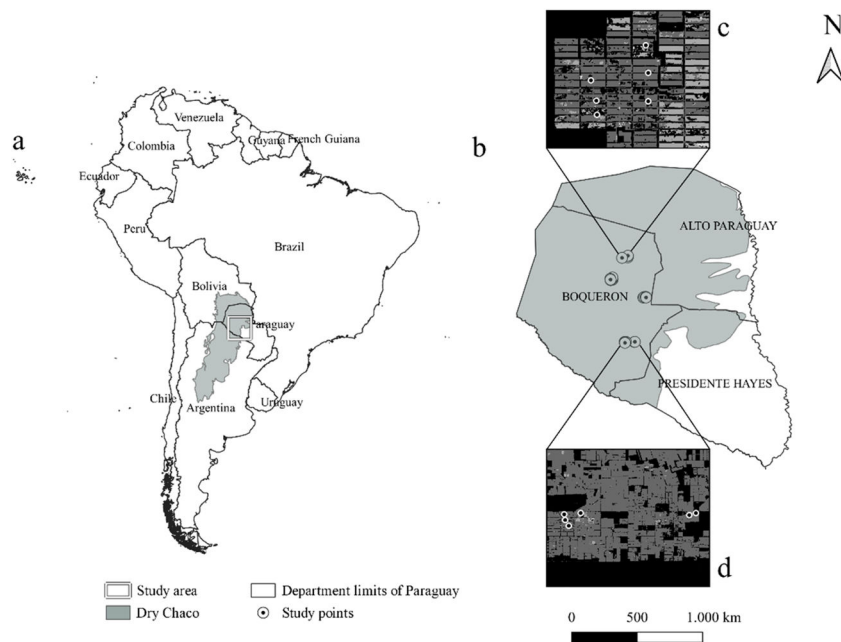 a
Venezuela
Guyana
French Guiana
Colombia
Ecuador
Peru
Brazil
Bolivia
Paraguay
Chile
Argentina
Uruguay
b
c
N
ALTO PARAGUAY
BOQUERON
PRESIDENTE HAYES
d
Study area
Department limits of Paraguay
Dry Chaco
Study points
0 500 1.000 km